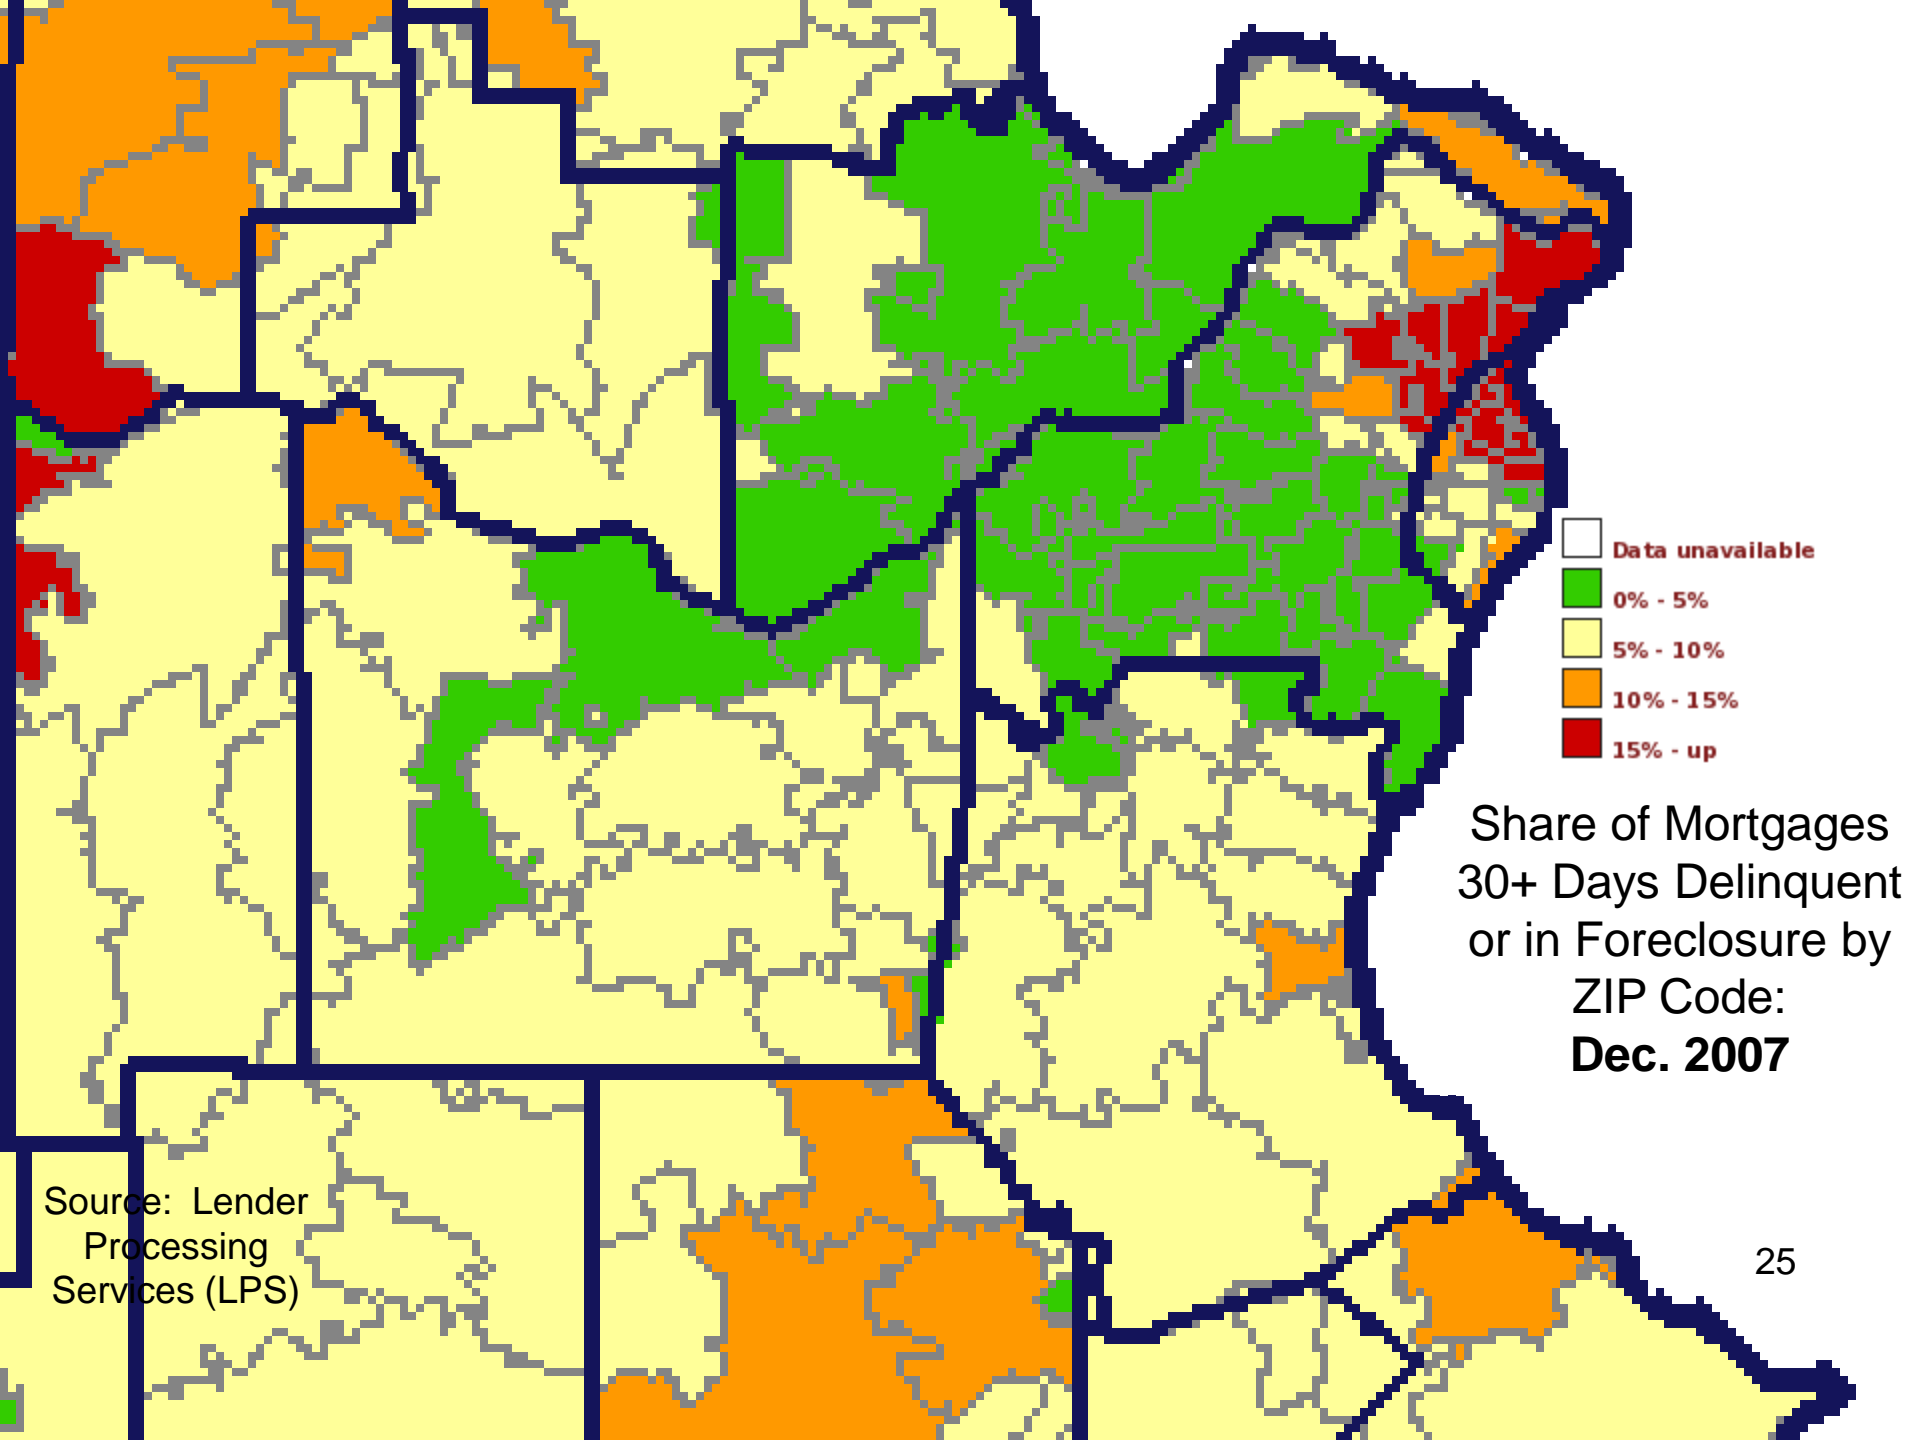 Data unavailable
0% - 5%
5% - 10%
10% - 15%
15% - up
Share of Mortgages
30+ Days Delinquent
or in Foreclosure by
ZIP Code:
Dec. 2007
Source: Lender
Processing
Services (LPS)
25